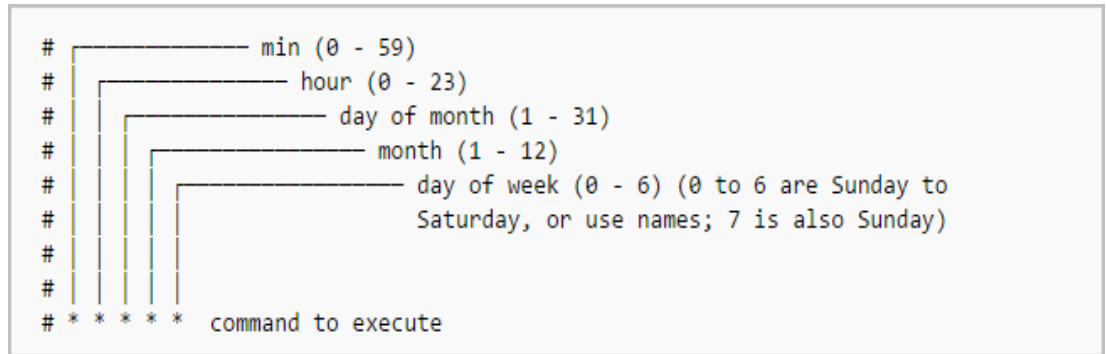 # ┌───────────── min (0 - 59)
# │ ┌────────────── hour (0 - 23)
# │ │ ┌─────────────── day of month (1 - 31)
# │ │ │ ┌──────────────── month (1 - 12)
# │ │ │ │ ┌───────────────── day of week (0 - 6) (0 to 6 are Sunday to
# │ │ │ │ │                  Saturday, or use names; 7 is also Sunday)
# │ │ │ │ │
# │ │ │ │ │
# * * * * *  command to execute